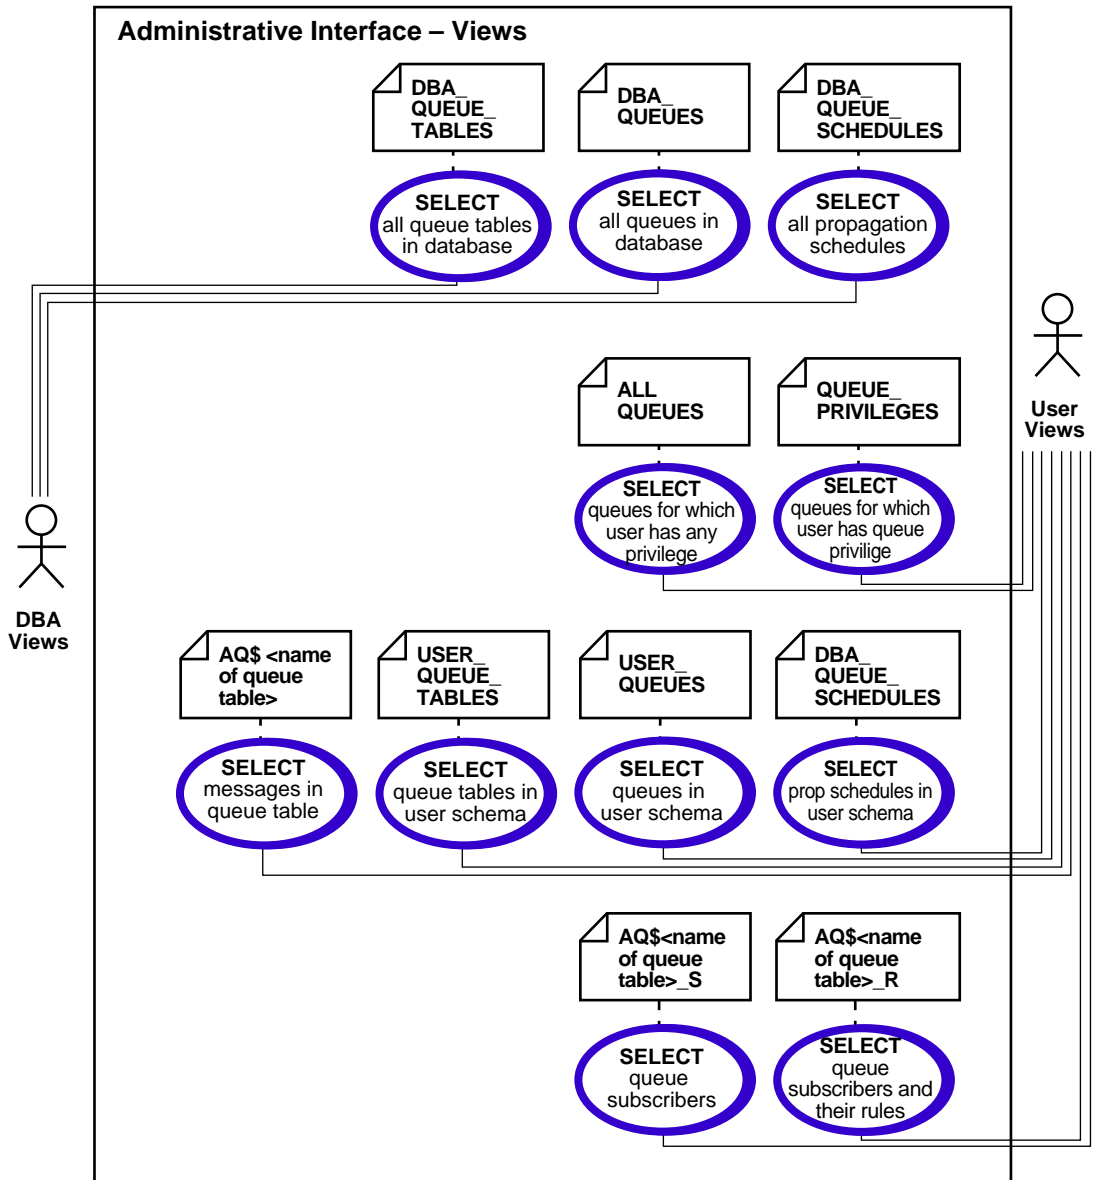 Administrative Interface – Views
DBA_
QUEUE_
TABLES
DBA_
QUEUES
DBA_
QUEUE_
SCHEDULES
SELECT
all queue tables
in database
SELECT
all queues in
database
SELECT
all propagation
schedules
ALL
QUEUES
QUEUE_
PRIVILEGES
User
Views
SELECT
queues for which
user has any
privilege
SELECT
queues for which
user has queue
privilige
DBA
Views
AQ$ <name
of queue
table>
USER_
QUEUE_
TABLES
USER_
QUEUES
DBA_
QUEUE_
SCHEDULES
SELECT
messages in
queue table
SELECT
queue tables in
user schema
SELECT
queues in
user schema
SELECT
prop schedules in
user schema
AQ$<name
of queue
table>_S
AQ$<name
of queue
table>_R
SELECT
queue
subscribers
SELECT
queue
subscribers and
their rules